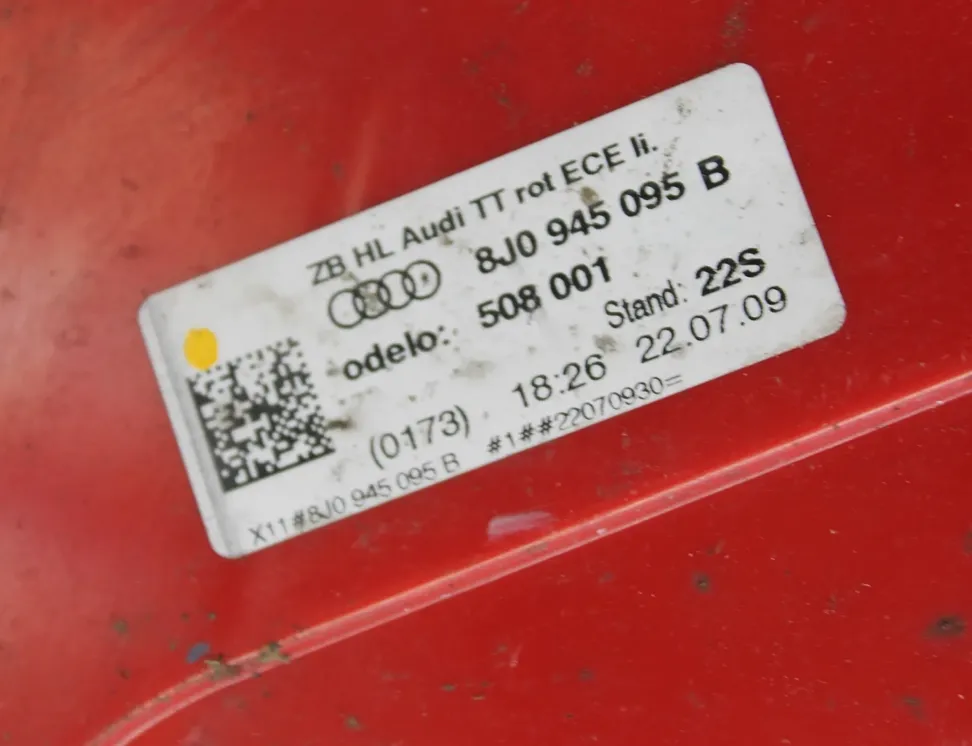 ZB HL Audi TT rot ECE li.
8J0 945 095 B
odelo: 508 001
Stand: 22S
(0173) 18:26 22.07.09
X11#8J0 945 095 B #1##22070930=